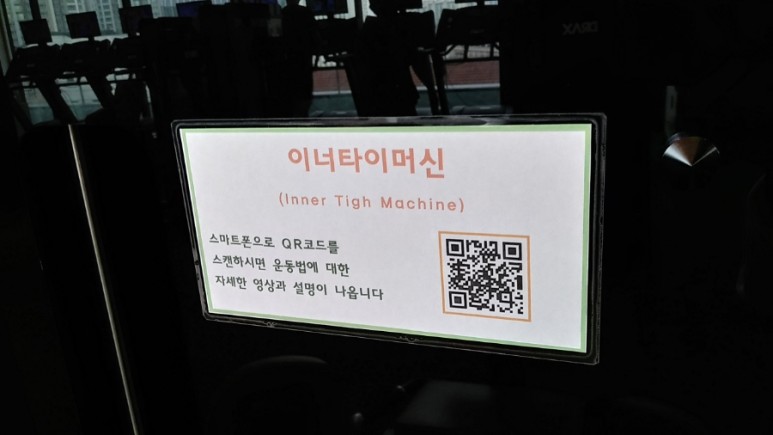 이너타이머신
(Inner Tigh Machine)
스마트폰으로 QR코드를
스캔하시면 운동법에 대한
자세한 영상과 설명이 나옵니다